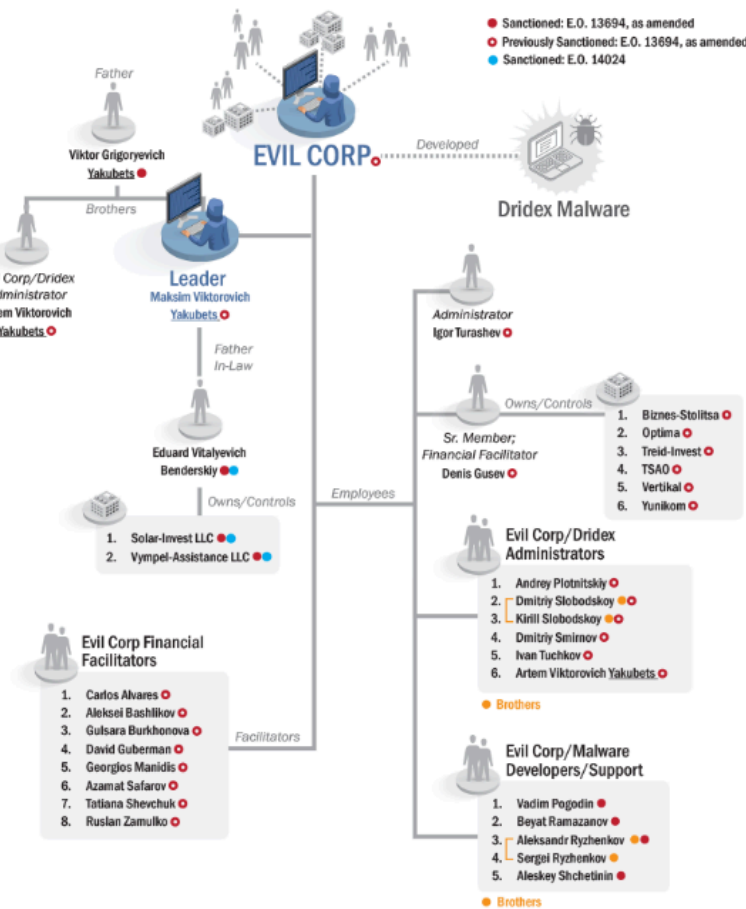 Sanctioned: E.O. 13694, as amended
Previously Sanctioned: E.O. 13694, as amended
Sanctioned: E.O. 14024
Father
Viktor Grigoryevich
Yakubets
EVIL CORP
Developed
Dridex Malware
Brothers
Corp/Dridex
Viktorovich
Yakubets
Leader
Maksim Viktorovich
Yakubets
Father
In-Law
Eduard Vitalyevich
Benderskiy
Owns/Controls
1. Solar-Invest LLC
2. Vympel-Assistance LLC
Employees
Administrator
Igor Turashev
Sr. Member;
Financial Facilitator
Denis Gusev
Owns/Controls
1. Biznes-Stolitsa
2. Optima
3. Treid-Invest
4. TSAO
5. Vertikal
6. Yunikom
Evil Corp/Dridex
Administrators
1. Andrey Plotnitskiy
2. Dmitriy Slobodskoy
3. Kirill Slobodskoy
4. Dmitriy Smirnov
5. Ivan Tuchkov
6. Artem Viktorovich Yakubets
Brothers
Evil Corp Financial
Facilitators
1. Carlos Alvares
2. Aleksei Bashlikov
3. Gulsara Burkhonova
4. David Guberman
5. Georgios Manidis
6. Azamat Safarov
7. Tatiana Shevchuk
8. Ruslan Zamulko
Facilitators
Evil Corp/Malware
Developers/Support
1. Vadim Pogodin
2. Beyat Ramazanov
3. Aleksandr Ryzhenkov
4. Sergei Ryzhenkov
5. Aleskey Shchetinin
Brothers